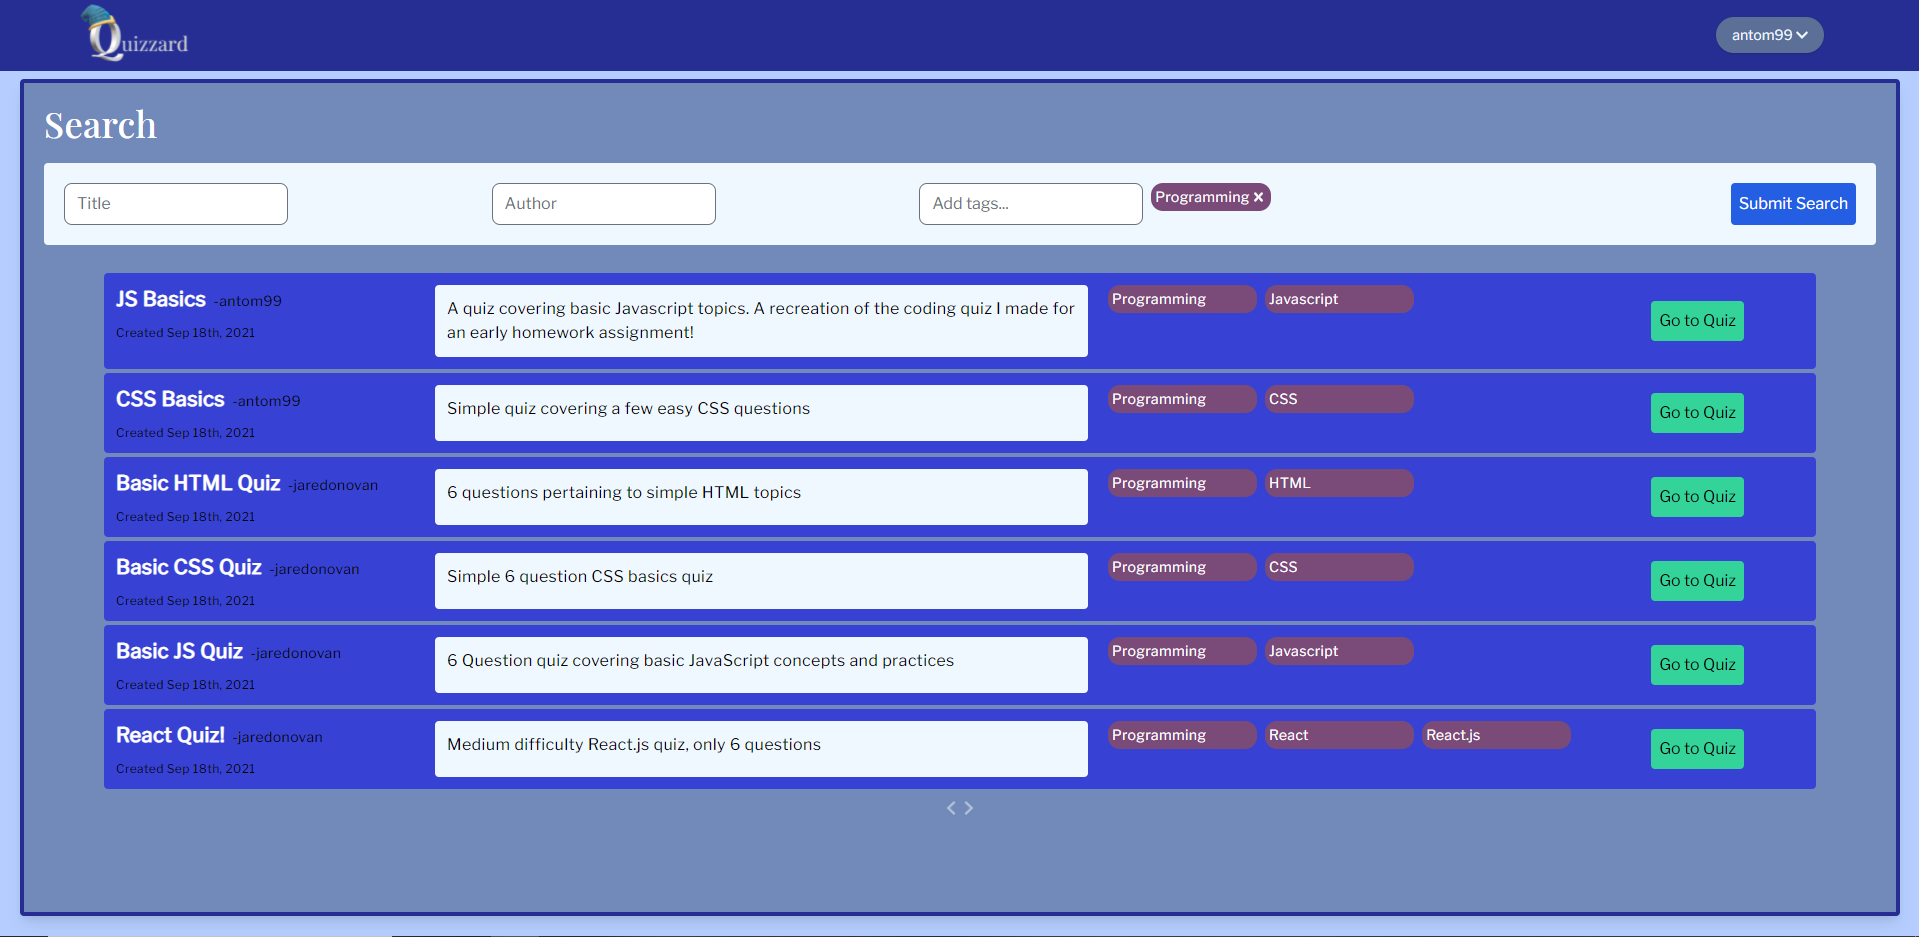 Quizzard
antom99
Search
Title
Author
Add tags...
Programming
Submit Search
JS Basics -antom99
Created Sep 18th, 2021
A quiz covering basic Javascript topics. A recreation of the coding quiz I made for
an early homework assignment!
Programming
Javascript
Go to Quiz
CSS Basics -antom99
Created Sep 18th, 2021
Simple quiz covering a few easy CSS questions
Programming
CSS
Go to Quiz
Basic HTML Quiz -jaredonovan
Created Sep 18th, 2021
6 questions pertaining to simple HTML topics
Programming
HTML
Go to Quiz
Basic CSS Quiz -jaredonovan
Created Sep 18th, 2021
Simple 6 question CSS basics quiz
Programming
CSS
Go to Quiz
Basic JS Quiz -jaredonovan
Created Sep 18th, 2021
6 Question quiz covering basic JavaScript concepts and practices
Programming
Javascript
Go to Quiz
React Quiz! -jaredonovan
Created Sep 18th, 2021
Medium difficulty React.js quiz, only 6 questions
Programming
React
React.js
Go to Quiz